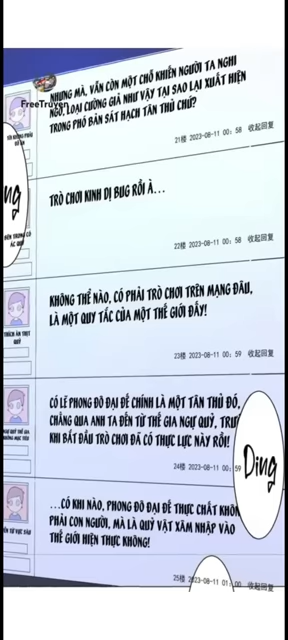 NHƯNG MÀ, VẪN CÒN MỘT CHỖ KHIẾN NGƯỜI TA NGHI
FreeTruyen
NGỜ, LOẠI CƯỜNG GIẢ NHƯ VẬY TẠI SAO LẠI XUẤT HIỆN
TRONG PHÓ BẢN SÁT HẠCH TÂN THỦ CHỨ?
21楼 2023-08-11 00: 58 收起回复
ng
TRÒ CHƠI KINH DỊ BUG RỒI À...
22楼 2023-08-11 00: 58 收起回复
KHÔNG THỂ NÀO, CÓ PHẢI TRÒ CHƠI TRÊN MẠNG ĐÂU,
LÀ MỘT QUY TẮC CỦA MỘT THẾ GIỚI ĐẤY!
THÍCH ĂN THỊT
QUỶ
23楼 2023-08-11 00: 59 收起回复
CÓ LẼ PHONG ĐÔ ĐẠI ĐẾ CHÍNH LÀ MỘT TÂN THỦ ĐÓ,
CHẲNG QUA ANH TA ĐẾN TỪ THẾ GIA NGỰ QUỶ, TRƯ
KHI BẮT ĐẦU TRÒ CHƠI ĐÃ CÓ THỰC LỰC NÀY RỒI!
24楼 2023-08-11 00: 59
Ding
...CÓ KHI NÀO, PHONG ĐÔ ĐẠI ĐẾ THỰC CHẤT KHÔN
PHẢI CON NGƯỜI, MÀ LÀ QUỶ VẬT XÂM NHẬP VÀO
THẾ GIỚI HIỆN THỰC KHÔNG!
25楼 2023-08-11 01: 00 收起回复